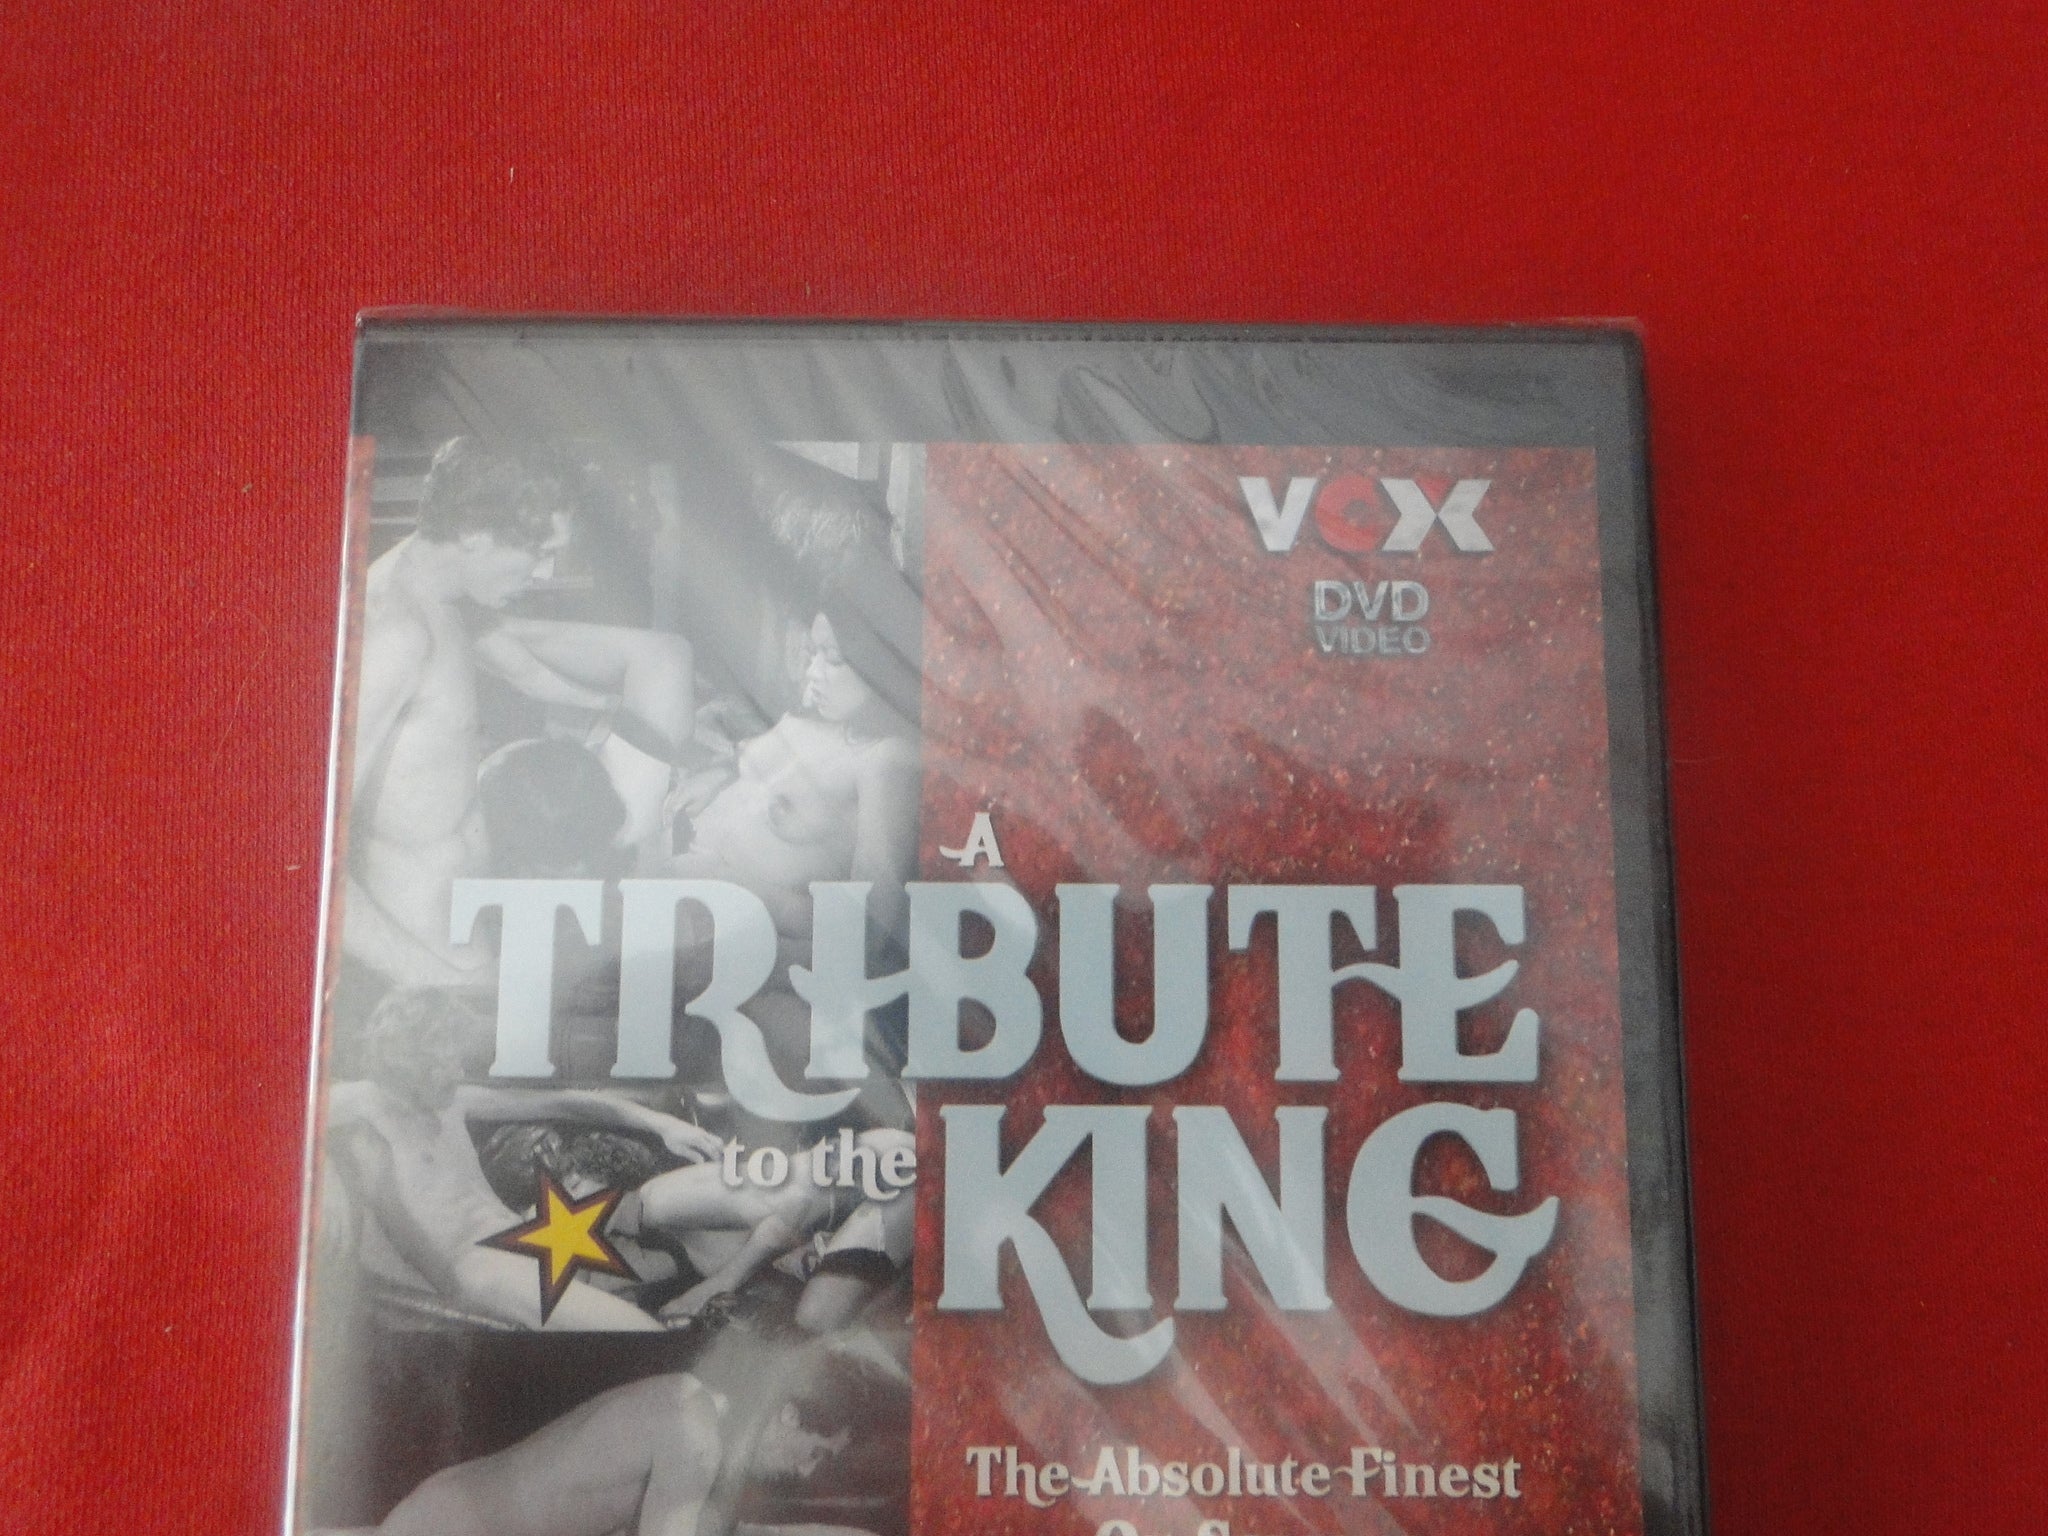 VCX
DVD
VIDEO
A
TRIBUTE
to the KING
The Absolute Finest